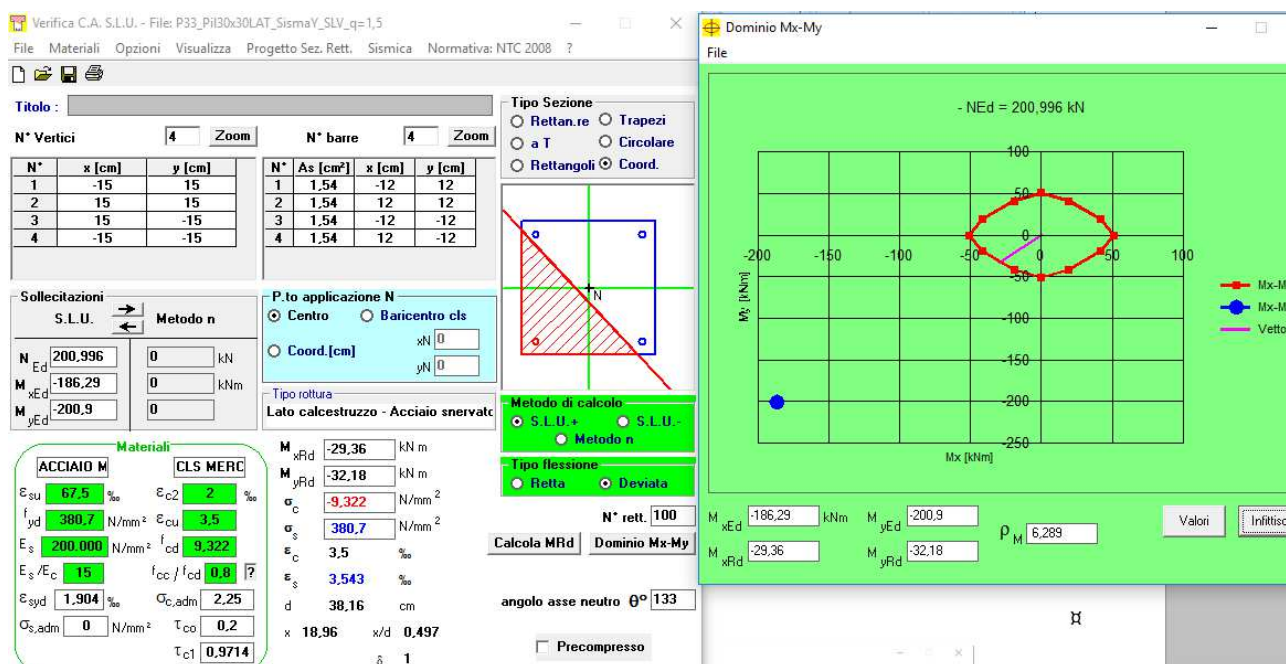 Verifica C.A. S.L.U. - File: P33_Pil30x30LAT_SismaY_SLV_q=1,5
File Materiali Opzioni Visualizza Progetto Sez. Rett. Sismica Normativa: NTC 2008 ?
Titolo :
N° Vertici 4 Zoom N° barre 4 Zoom
N° x [cm] y [cm]
1 -15 15
2 15 15
3 15 -15
4 -15 -15
N° As [cm²] x [cm] y [cm]
1 1,54 -12 12
2 1,54 12 12
3 1,54 -12 -12
4 1,54 12 -12
Tipo Sezione
Rettan.re Trapezi
a T Circolare
Rettangoli Coord.
N
Sollecitazioni
S.L.U. Metodo n
N Ed 200,996 0 kN
M xEd -186,29 0 kNm
M yEd -200,9 0
P.to applicazione N
Centro Baricentro cls
Coord.[cm]
xN 0
yN 0
Tipo rottura
Lato calcestruzzo - Acciaio snervato
Metodo di calcolo
S.L.U.+ S.L.U.-
Metodo n
Tipo flessione
Retta Deviata
N° rett. 100
Calcola MRd Dominio Mx-My
angolo asse neutro θ° 133
Precompresso
Materiali
ACCIAIO M CLS MERC
εsu 67,5 ‰ εc2 2 ‰
fyd 380,7 N/mm² εcu 3,5
Es 200.000 N/mm² fcd 9,322
Es/Ec 15 fcc/fcd 0,8 ?
εsyd 1,904 ‰ σc,adm 2,25
σs,adm 0 N/mm² τco 0,2
τc1 0,9714
M xRd -29,36 kN m
M yRd -32,18 kN m
σc -9,322 N/mm²
σs 380,7 N/mm²
εc 3,5 ‰
εs 3,543 ‰
d 38,16 cm
x 18,96 x/d 0,497
δ 1
Dominio Mx-My
File
- NEd = 200,996 kN
100
50
0
-200 -150 -100 -50 0 50 100
-50
-100
-150
-200
-250
My [kNm]
Mx [kNm]
Mx-M
Mx-M
Vetto
M xEd -186,29 kNm M yEd -200,9
M xRd -29,36 M yRd -32,18
ρ M 6,289
Valori Infittisc
¤